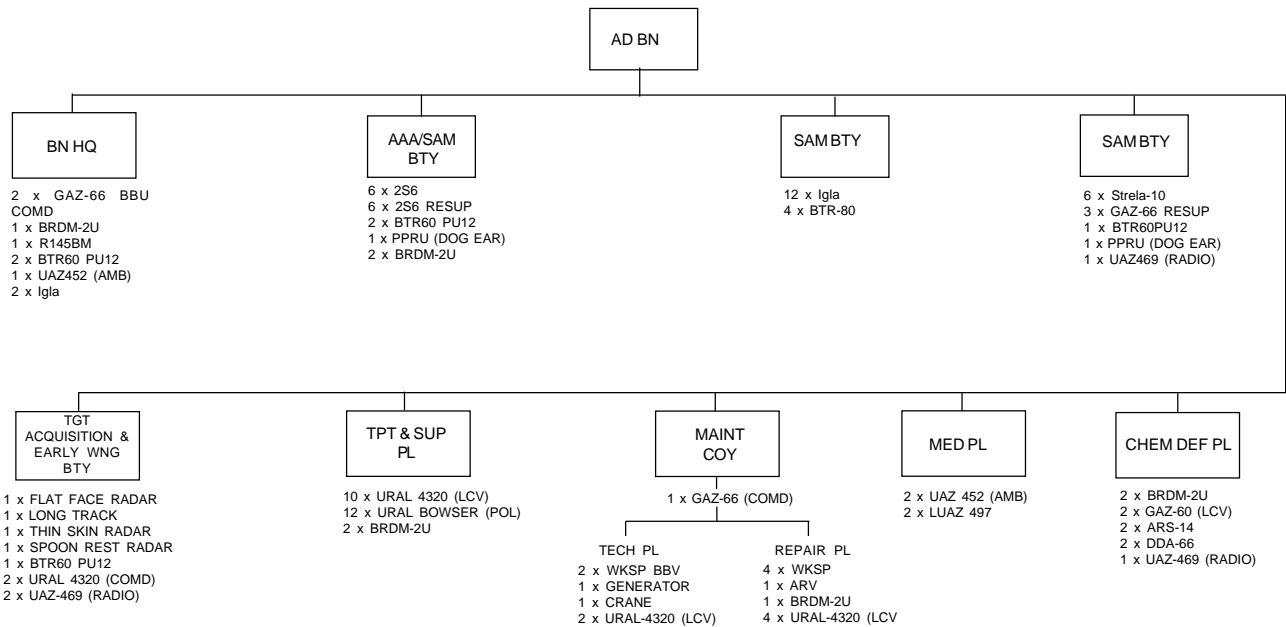 AD BN
BN HQ
2 x GAZ-66 BBU
COMD
1 x BRDM-2U
1 x R145BM
2 x BTR60 PU12
1 x UAZ452 (AMB)
2 x Igla
AAA/SAM
BTY
6 x 2S6
6 x 2S6 RESUP
2 x BTR60 PU12
1 x PPRU (DOG EAR)
2 x BRDM-2U
SAM BTY
12 x Igla
4 x BTR-80
SAM BTY
6 x Strela-10
3 x GAZ-66 RESUP
1 x BTR60PU12
1 x PPRU (DOG EAR)
1 x UAZ469 (RADIO)
TGT
ACQUISITION &
EARLY WNG
BTY
1 x FLAT FACE RADAR
1 x LONG TRACK
1 x THIN SKIN RADAR
1 x SPOON REST RADAR
1 x BTR60 PU12
2 x URAL 4320 (COMD)
2 x UAZ-469 (RADIO)
TPT & SUP
PL
10 x URAL 4320 (LCV)
12 x URAL BOWSER (POL)
2 x BRDM-2U
MAINT
COY
1 x GAZ-66 (COMD)
TECH PL
2 x WKSP BBV
1 x GENERATOR
1 x CRANE
2 x URAL-4320 (LCV)
REPAIR PL
4 x WKSP
1 x ARV
1 x BRDM-2U
4 x URAL-4320 (LCV
MED PL
2 x UAZ 452 (AMB)
2 x LUAZ 497
CHEM DEF PL
2 x BRDM-2U
2 x GAZ-60 (LCV)
2 x ARS-14
2 x DDA-66
1 x UAZ-469 (RADIO)